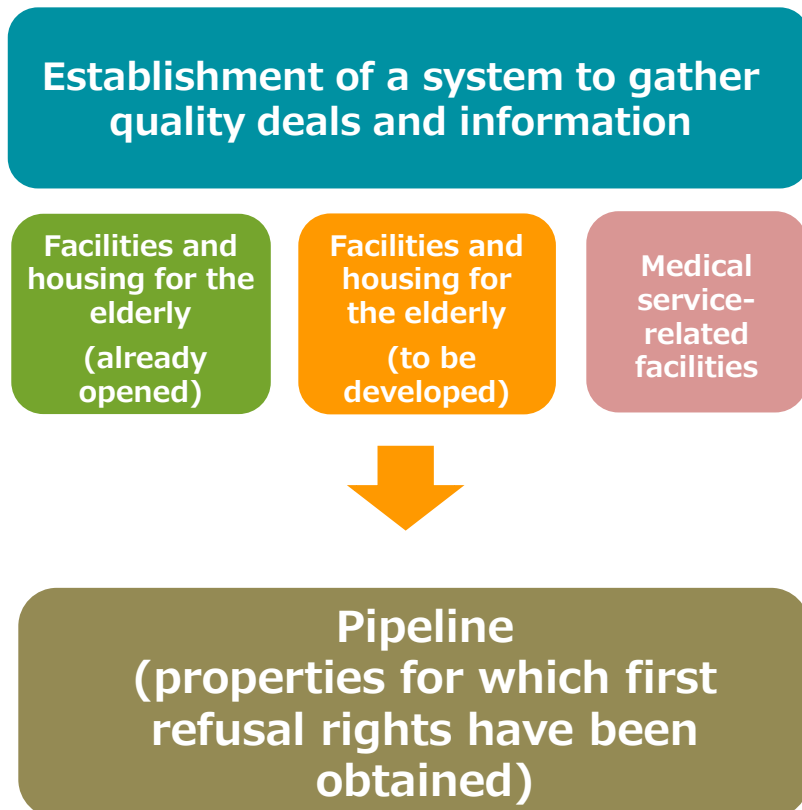 Establishment of a system to gather
quality deals and information
Facilities and
housing for the
elderly
(already
opened)
Facilities and
housing for
the elderly
(to be
developed)
Medical
service-
related
facilities
Pipeline
(properties for which first
refusal rights have been
obtained)